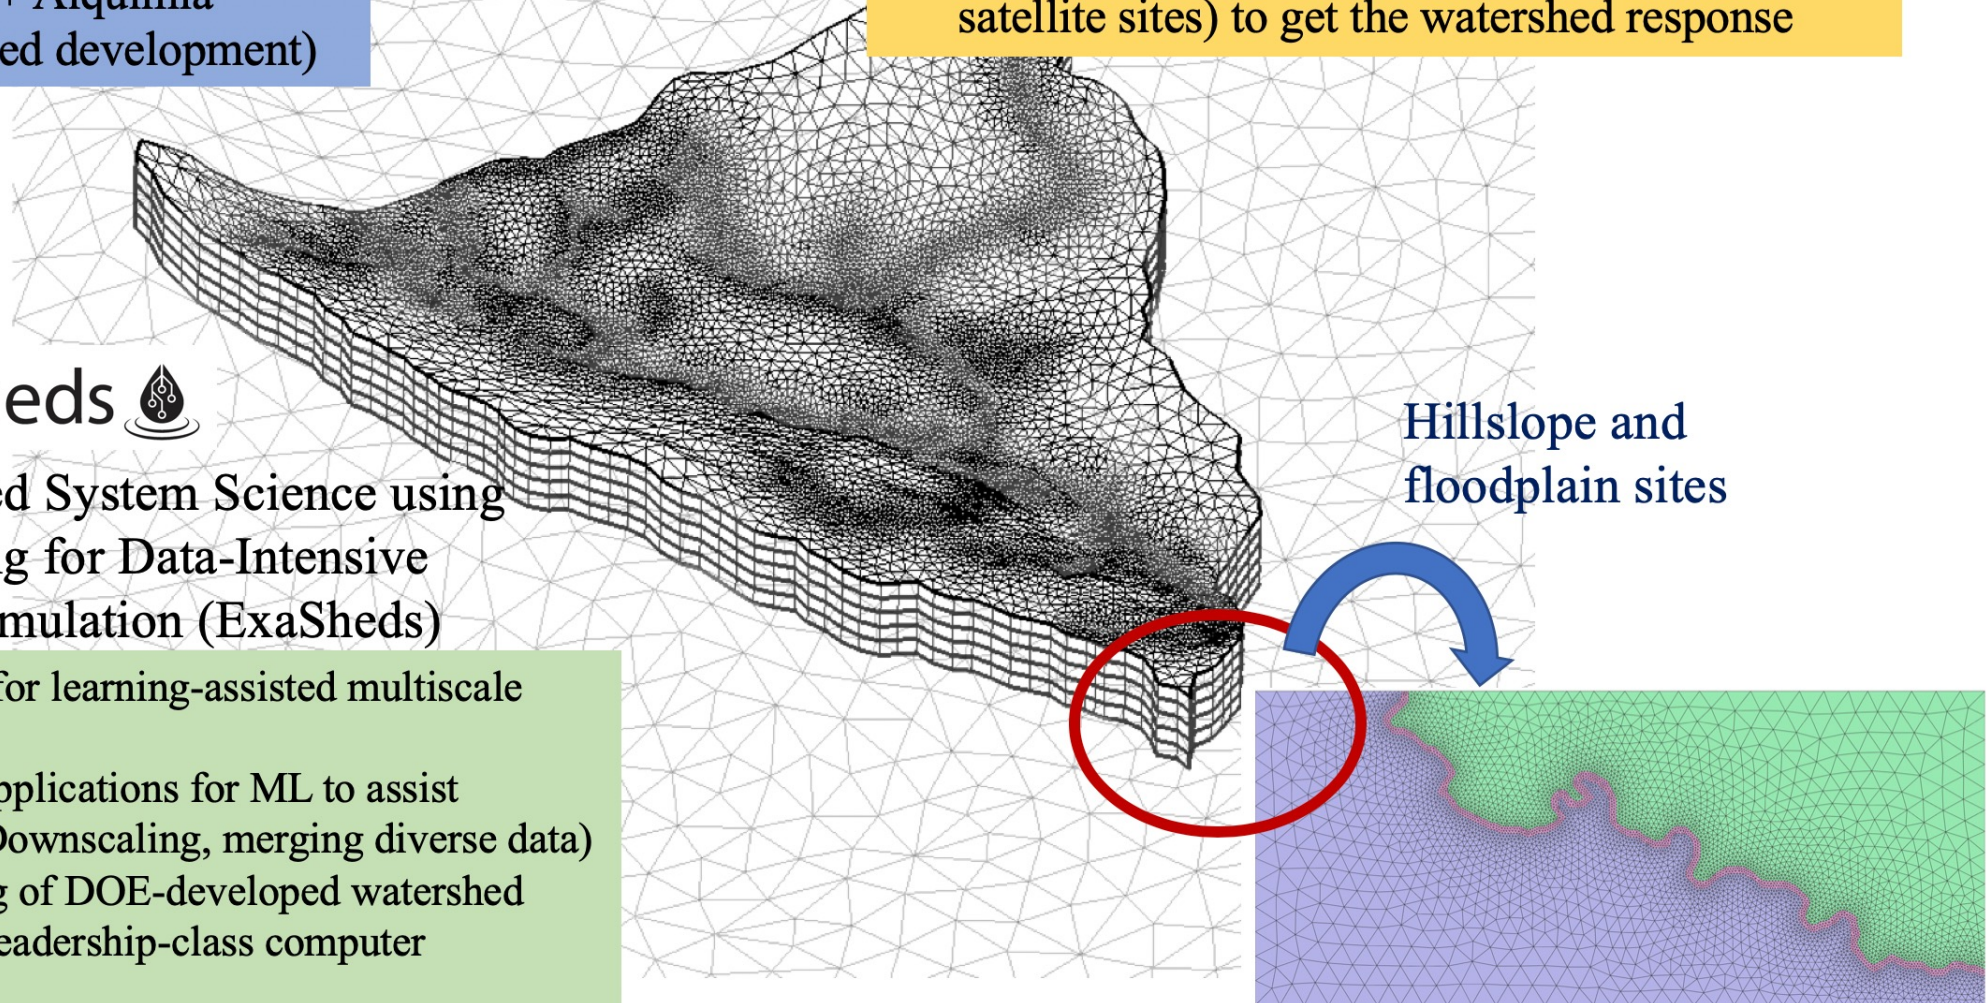 + Alquimia
ed development)
satellite sites) to get the watershed response
eds
ed System Science using
g for Data-Intensive
mulation (ExaSheds)
for learning-assisted multiscale
pplications for ML to assist
Downscaling, merging diverse data)
g of DOE-developed watershed
eadership-class computer
Hillslope and
floodplain sites